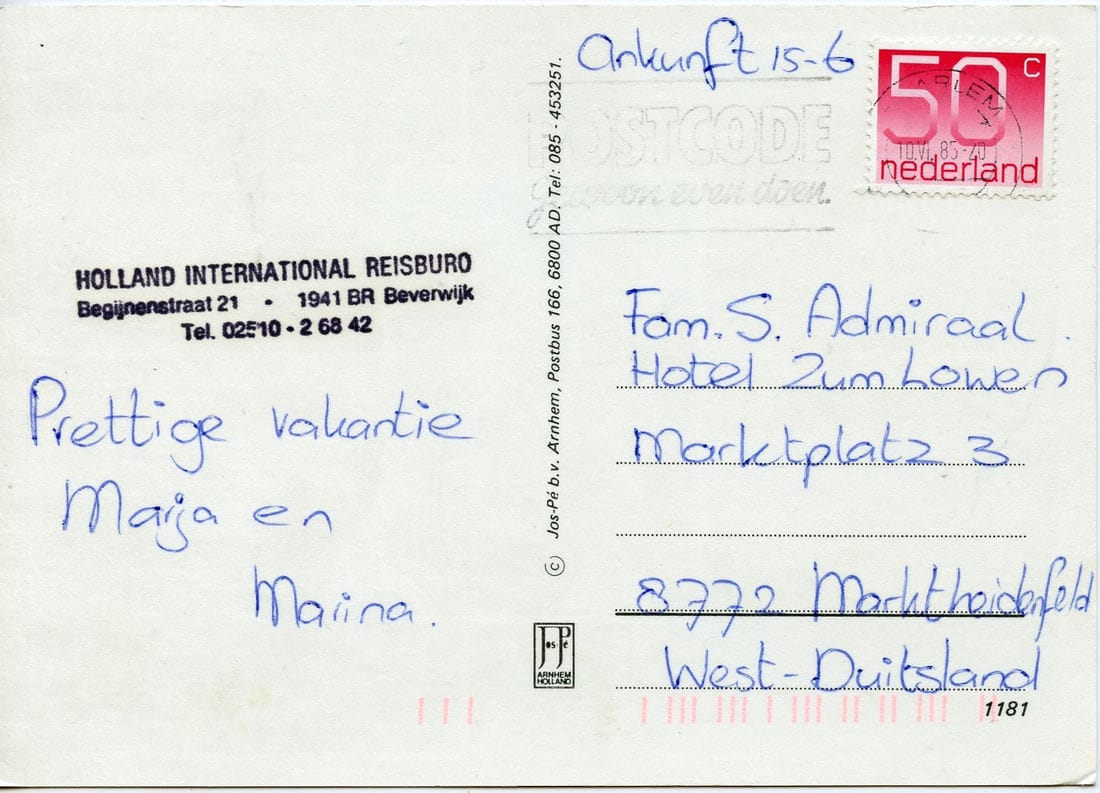 Ankunft 15-6
50 c
nederland
ARLEM
10.VI.85-20
POSTCODE
gewoon even doen.
HOLLAND INTERNATIONAL REISBURO
Begijnenstraat 21 • 1941 BR Beverwijk
Tel. 02510 - 2 68 42
Prettige vakantie
Marja en
Marina.
© Jos-Pé b.v. Arnhem, Postbus 166, 6800 AD. Tel: 085 - 453251.
Jos-Pé
ARNHEM
HOLLAND
Fam. S. Admiraal.
Hotel Zum Lowen
Marktplatz 3
8772 Marktheidenfeld
West-Duitsland
1181